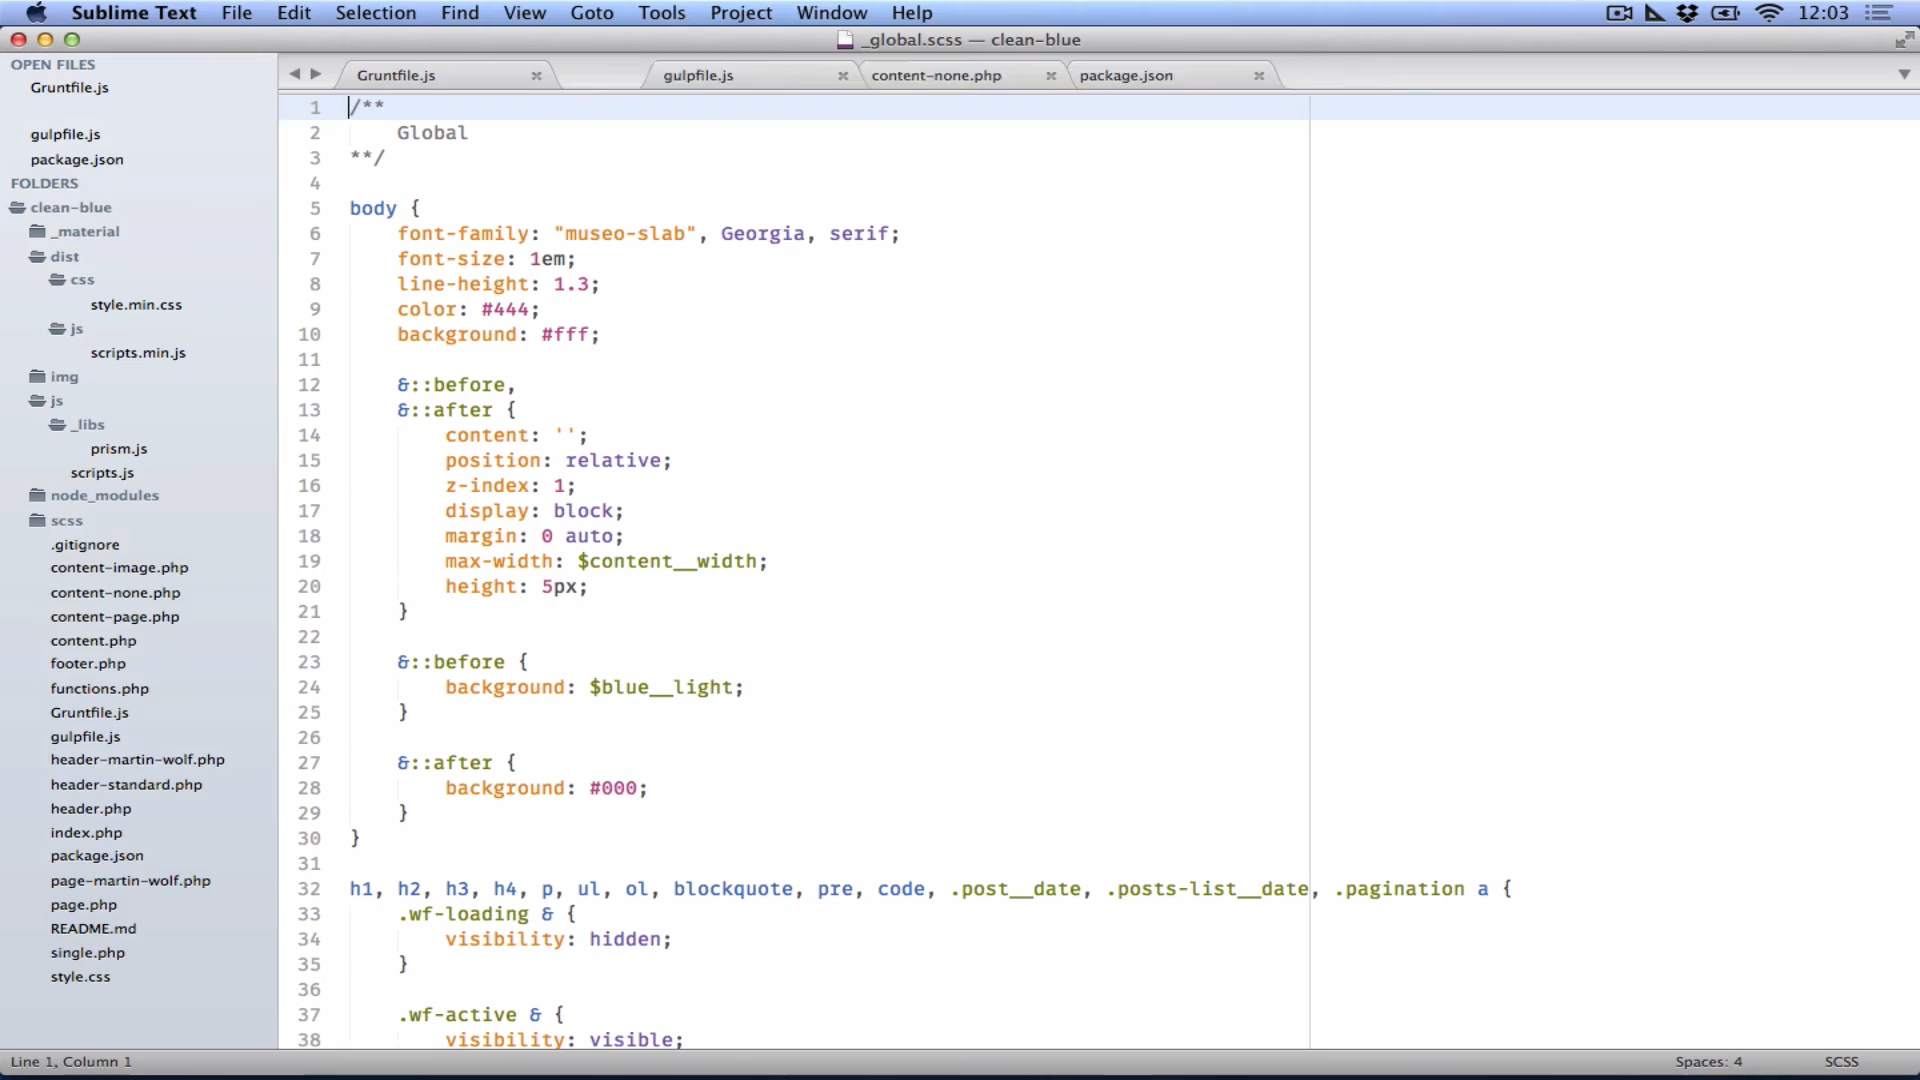 Sublime Text File Edit Selection Find View Goto Tools Project Window Help 12:03
_global.scss — clean-blue
OPEN FILES
Gruntfile.js
gulpfile.js
package.json
FOLDERS
clean-blue
_material
dist
css
style.min.css
js
scripts.min.js
img
js
_libs
prism.js
scripts.js
node_modules
scss
.gitignore
content-image.php
content-none.php
content-page.php
content.php
footer.php
functions.php
Gruntfile.js
gulpfile.js
header-martin-wolf.php
header-standard.php
header.php
index.php
package.json
page-martin-wolf.php
page.php
README.md
single.php
style.css
Gruntfile.js gulpfile.js content-none.php package.json
1 /**
2 Global
3 **/
4
5 body {
6 font-family: "museo-slab", Georgia, serif;
7 font-size: 1em;
8 line-height: 1.3;
9 color: #444;
10 background: #fff;
11
12 &::before,
13 &::after {
14 content: '';
15 position: relative;
16 z-index: 1;
17 display: block;
18 margin: 0 auto;
19 max-width: $content__width;
20 height: 5px;
21 }
22
23 &::before {
24 background: $blue__light;
25 }
26
27 &::after {
28 background: #000;
29 }
30 }
31
32 h1, h2, h3, h4, p, ul, ol, blockquote, pre, code, .post__date, .posts-list__date, .pagination a {
33 .wf-loading & {
34 visibility: hidden;
35 }
36
37 .wf-active & {
38 visibility: visible;
Line 1, Column 1 Spaces: 4 SCSS